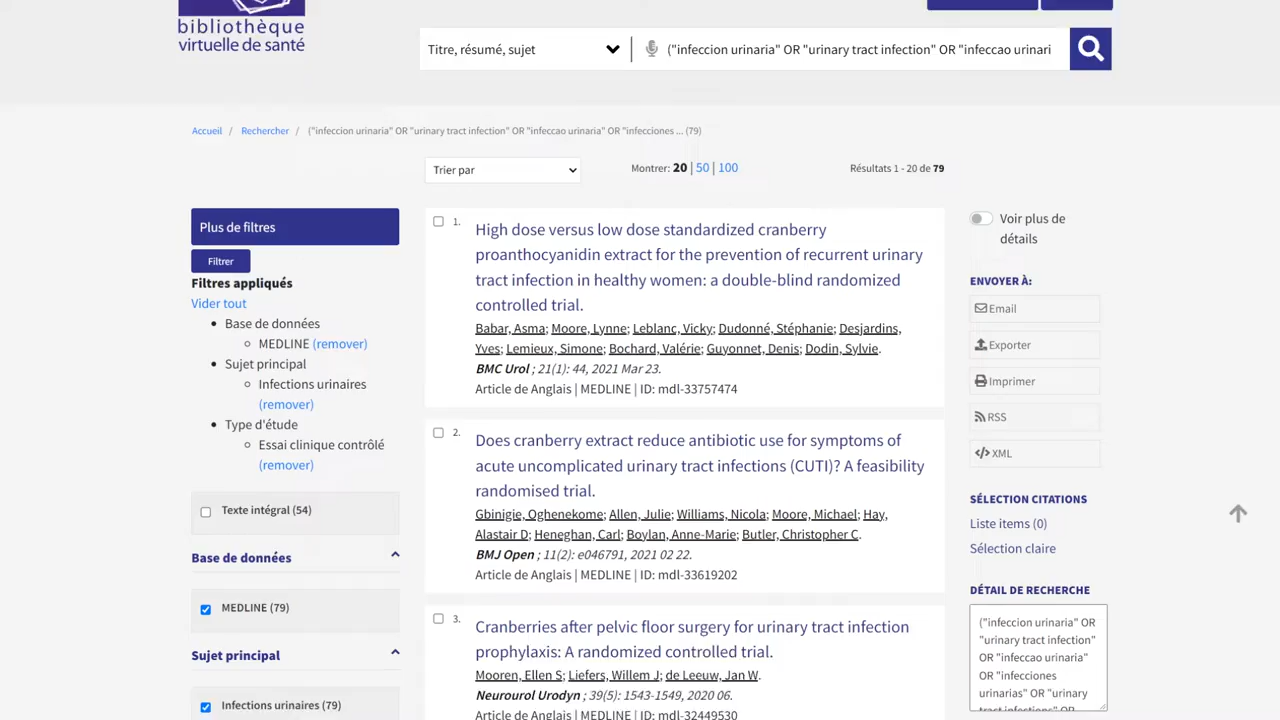 bibliothèque
virtuelle de santé
Titre, résumé, sujet
("infeccion urinaria" OR "urinary tract infection" OR "infeccao urinari
Accueil / Rechercher / ("infeccion urinaria" OR "urinary tract infection" OR "infeccao urinaria" OR "infecciones ... (79)
Trier par
Montrer: 20 | 50 | 100
Résultats 1 - 20 de 79
Plus de filtres
Filtrer
Filtres appliqués
Vider tout
Base de données
MEDLINE (remover)
Sujet principal
Infections urinaires
(remover)
Type d'étude
Essai clinique contrôlé
(remover)
Texte intégral (54)
Base de données
MEDLINE (79)
Sujet principal
Infections urinaires (79)
1.
High dose versus low dose standardized cranberry
proanthocyanidin extract for the prevention of recurrent urinary
tract infection in healthy women: a double-blind randomized
controlled trial.
Babar, Asma; Moore, Lynne; Leblanc, Vicky; Dudonné, Stéphanie; Desjardins,
Yves; Lemieux, Simone; Bochard, Valérie; Guyonnet, Denis; Dodin, Sylvie.
BMC Urol ; 21(1): 44, 2021 Mar 23.
Article de Anglais | MEDLINE | ID: mdl-33757474
2.
Does cranberry extract reduce antibiotic use for symptoms of
acute uncomplicated urinary tract infections (CUTI)? A feasibility
randomised trial.
Gbinigie, Oghenekome; Allen, Julie; Williams, Nicola; Moore, Michael; Hay,
Alastair D; Heneghan, Carl; Boylan, Anne-Marie; Butler, Christopher C.
BMJ Open ; 11(2): e046791, 2021 02 22.
Article de Anglais | MEDLINE | ID: mdl-33619202
3.
Cranberries after pelvic floor surgery for urinary tract infection
prophylaxis: A randomized controlled trial.
Mooren, Ellen S; Liefers, Willem J; de Leeuw, Jan W.
Neurourol Urodyn ; 39(5): 1543-1549, 2020 06.
Article de Anglais | MEDLINE | ID: mdl-32449530
Voir plus de
détails
ENVOYER À:
Email
Exporter
Imprimer
RSS
XML
SÉLECTION CITATIONS
Liste items (0)
Sélection claire
DÉTAIL DE RECHERCHE
("infeccion urinaria" OR
"urinary tract infection"
OR "infeccao urinaria"
OR "infecciones
urinarias" OR "urinary
tract infections" OR